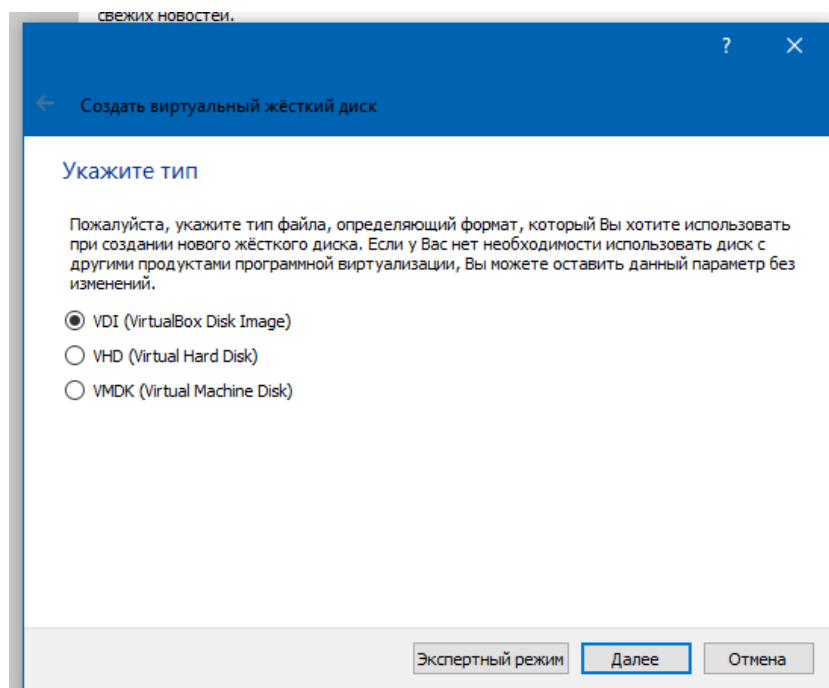 свежих новостей.
?
Создать виртуальный жёсткий диск
Укажите тип
Пожалуйста, укажите тип файла, определяющий формат, который Вы хотите использовать
при создании нового жёсткого диска. Если у Вас нет необходимости использовать диск с
другими продуктами программной виртуализации, Вы можете оставить данный параметр без
изменений.
VDI (VirtualBox Disk Image)
VHD (Virtual Hard Disk)
VMDK (Virtual Machine Disk)
Экспертный режим Далее Отмена